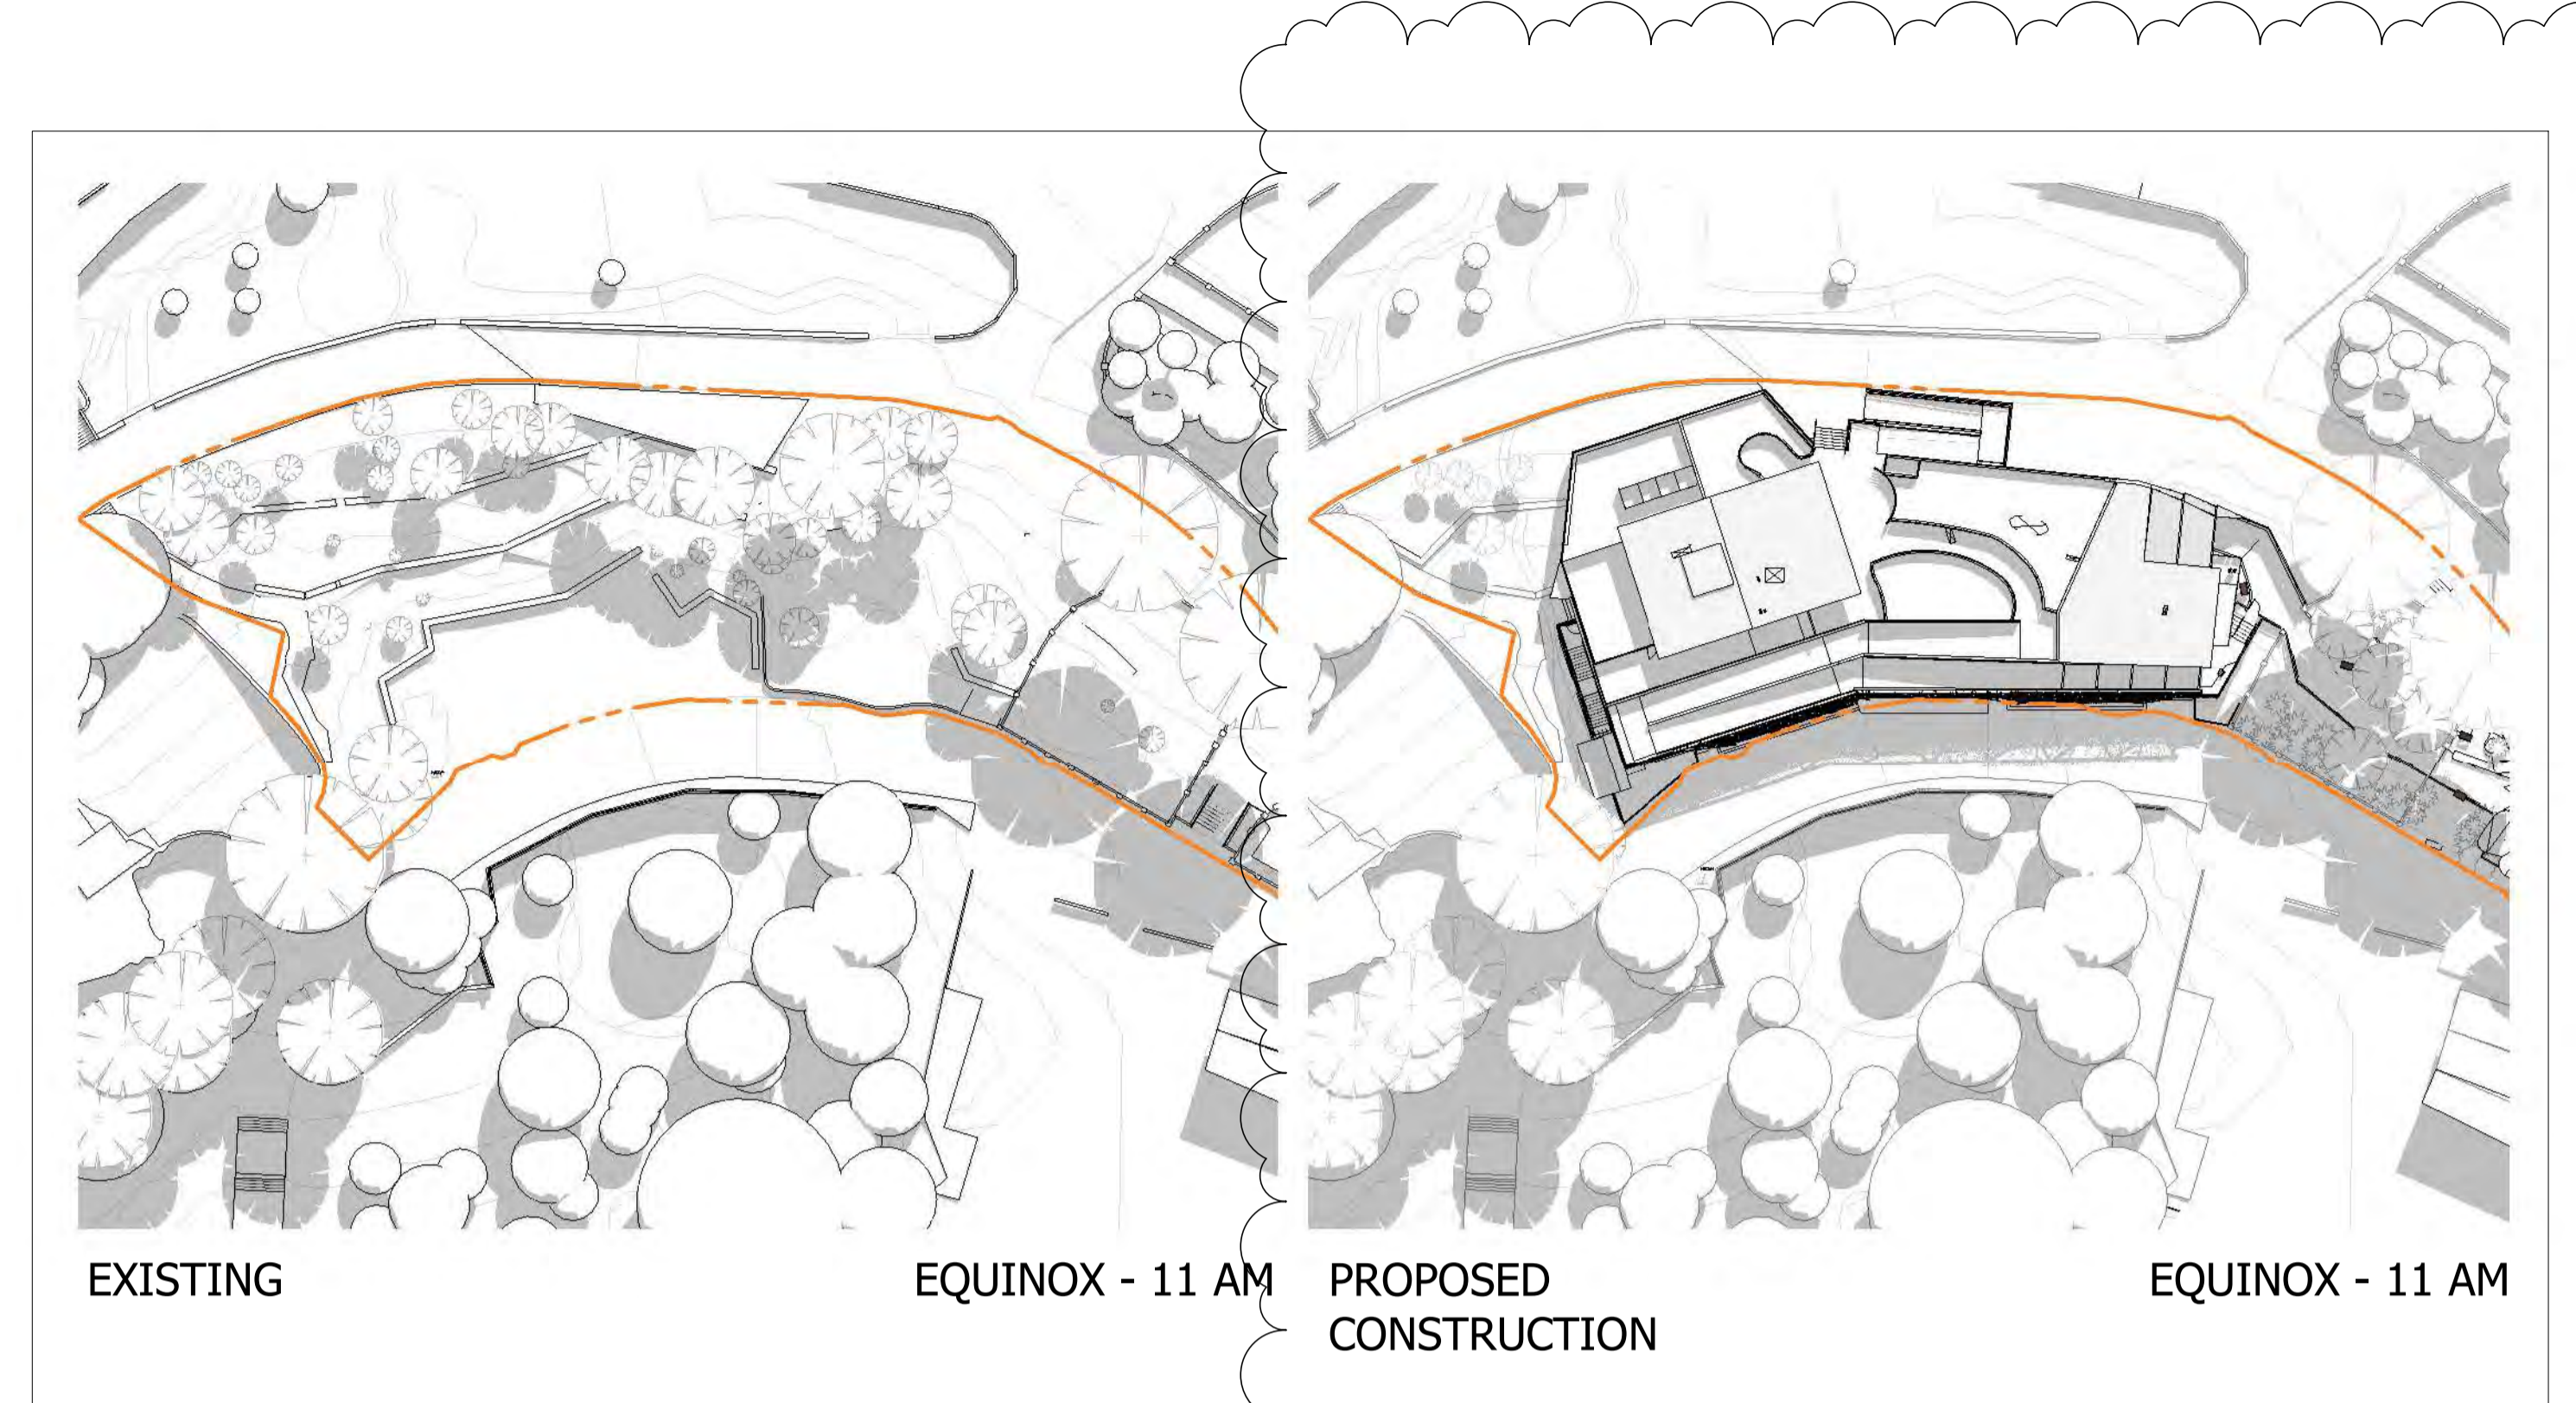 EXISTING
EQUINOX - 11 AM
PROPOSED
CONSTRUCTION
EQUINOX - 11 AM